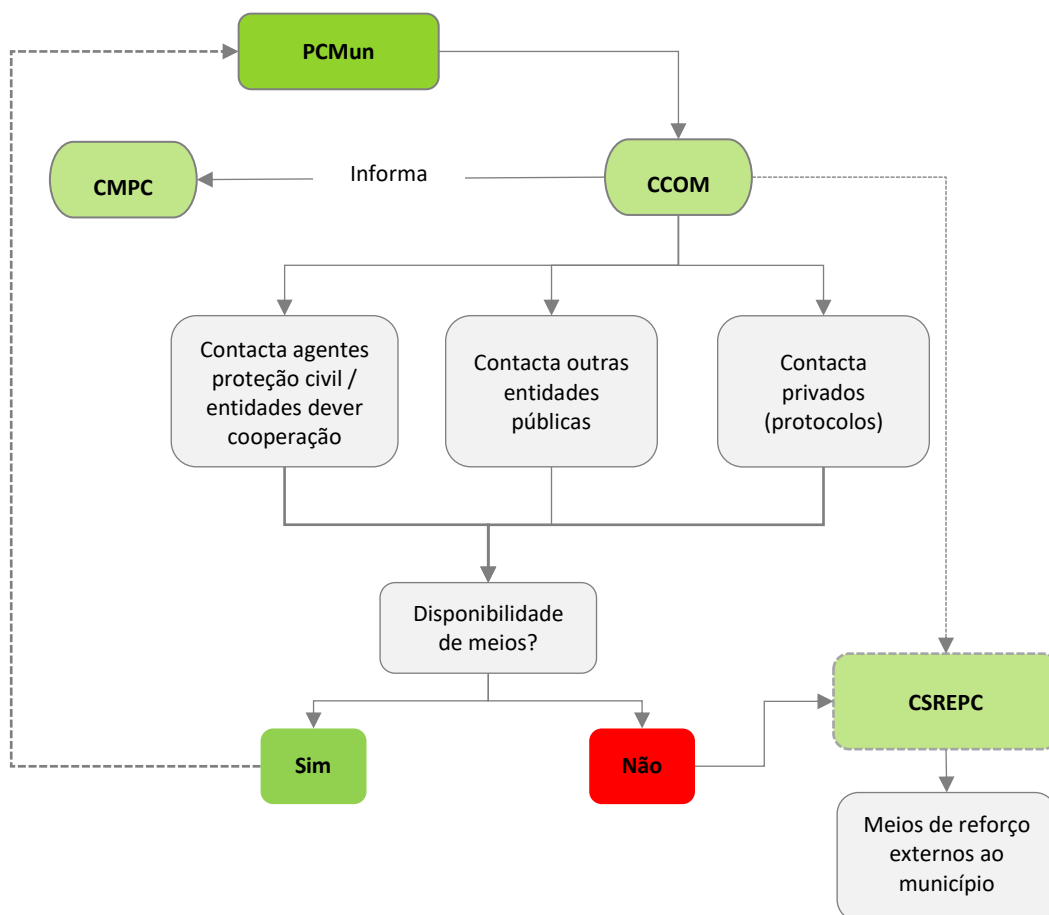 PCMun
CMPC
Informa
CCOM
Contacta agentes
proteção civil /
entidades dever
cooperação
Contacta outras
entidades
públicas
Contacta
privados
(protocolos)
Disponibilidade
de meios?
Sim
Não
CSREPC
Meios de reforço
externos ao
município